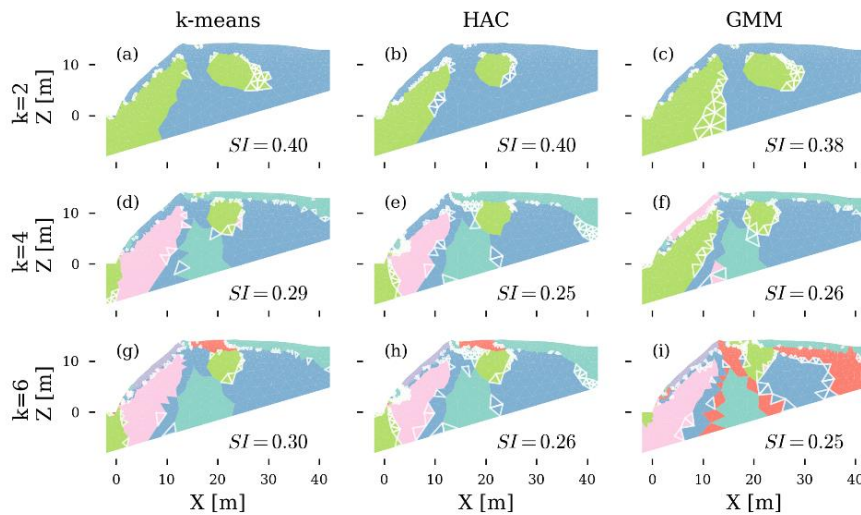 k-means HAC GMM
k=2
Z [m]
10
0
(a)
SI = 0.40
(b)
SI = 0.40
(c)
SI = 0.38
k=4
Z [m]
10
0
(d)
SI = 0.29
(e)
SI = 0.25
(f)
SI = 0.26
k=6
Z [m]
10
0
(g)
SI = 0.30
(h)
SI = 0.26
(i)
SI = 0.25
0 10 20 30 40 0 10 20 30 40 0 10 20 30 40
X [m] X [m] X [m]